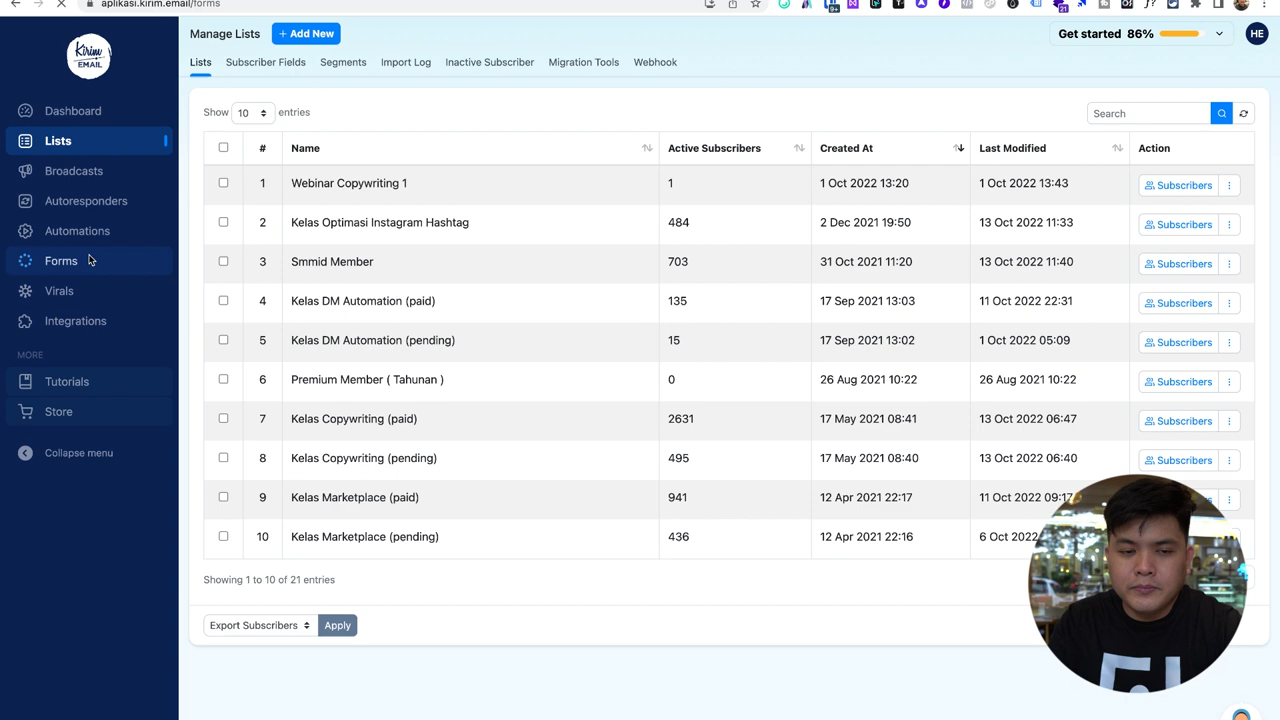 aplikasi.kirim.email/forms
Kirim
EMAIL
Manage Lists + Add New Get started 86% HE
Lists Subscriber Fields Segments Import Log Inactive Subscriber Migration Tools Webhook
Dashboard
Lists
Broadcasts
Autoresponders
Automations
Forms
Virals
Integrations
MORE
Tutorials
Store
Collapse menu
Show 10 entries Search
# Name Active Subscribers Created At Last Modified Action
1 Webinar Copywriting 1 1 1 Oct 2022 13:20 1 Oct 2022 13:43 Subscribers
2 Kelas Optimasi Instagram Hashtag 484 2 Dec 2021 19:50 13 Oct 2022 11:33 Subscribers
3 Smmid Member 703 31 Oct 2021 11:20 13 Oct 2022 11:40 Subscribers
4 Kelas DM Automation (paid) 135 17 Sep 2021 13:03 11 Oct 2022 22:31 Subscribers
5 Kelas DM Automation (pending) 15 17 Sep 2021 13:02 1 Oct 2022 05:09 Subscribers
6 Premium Member ( Tahunan ) 0 26 Aug 2021 10:22 26 Aug 2021 10:22 Subscribers
7 Kelas Copywriting (paid) 2631 17 May 2021 08:41 13 Oct 2022 06:47 Subscribers
8 Kelas Copywriting (pending) 495 17 May 2021 08:40 13 Oct 2022 06:40 Subscribers
9 Kelas Marketplace (paid) 941 12 Apr 2021 22:17 11 Oct 2022 09:17
10 Kelas Marketplace (pending) 436 12 Apr 2021 22:16 6 Oct 2022
Showing 1 to 10 of 21 entries
Export Subscribers Apply